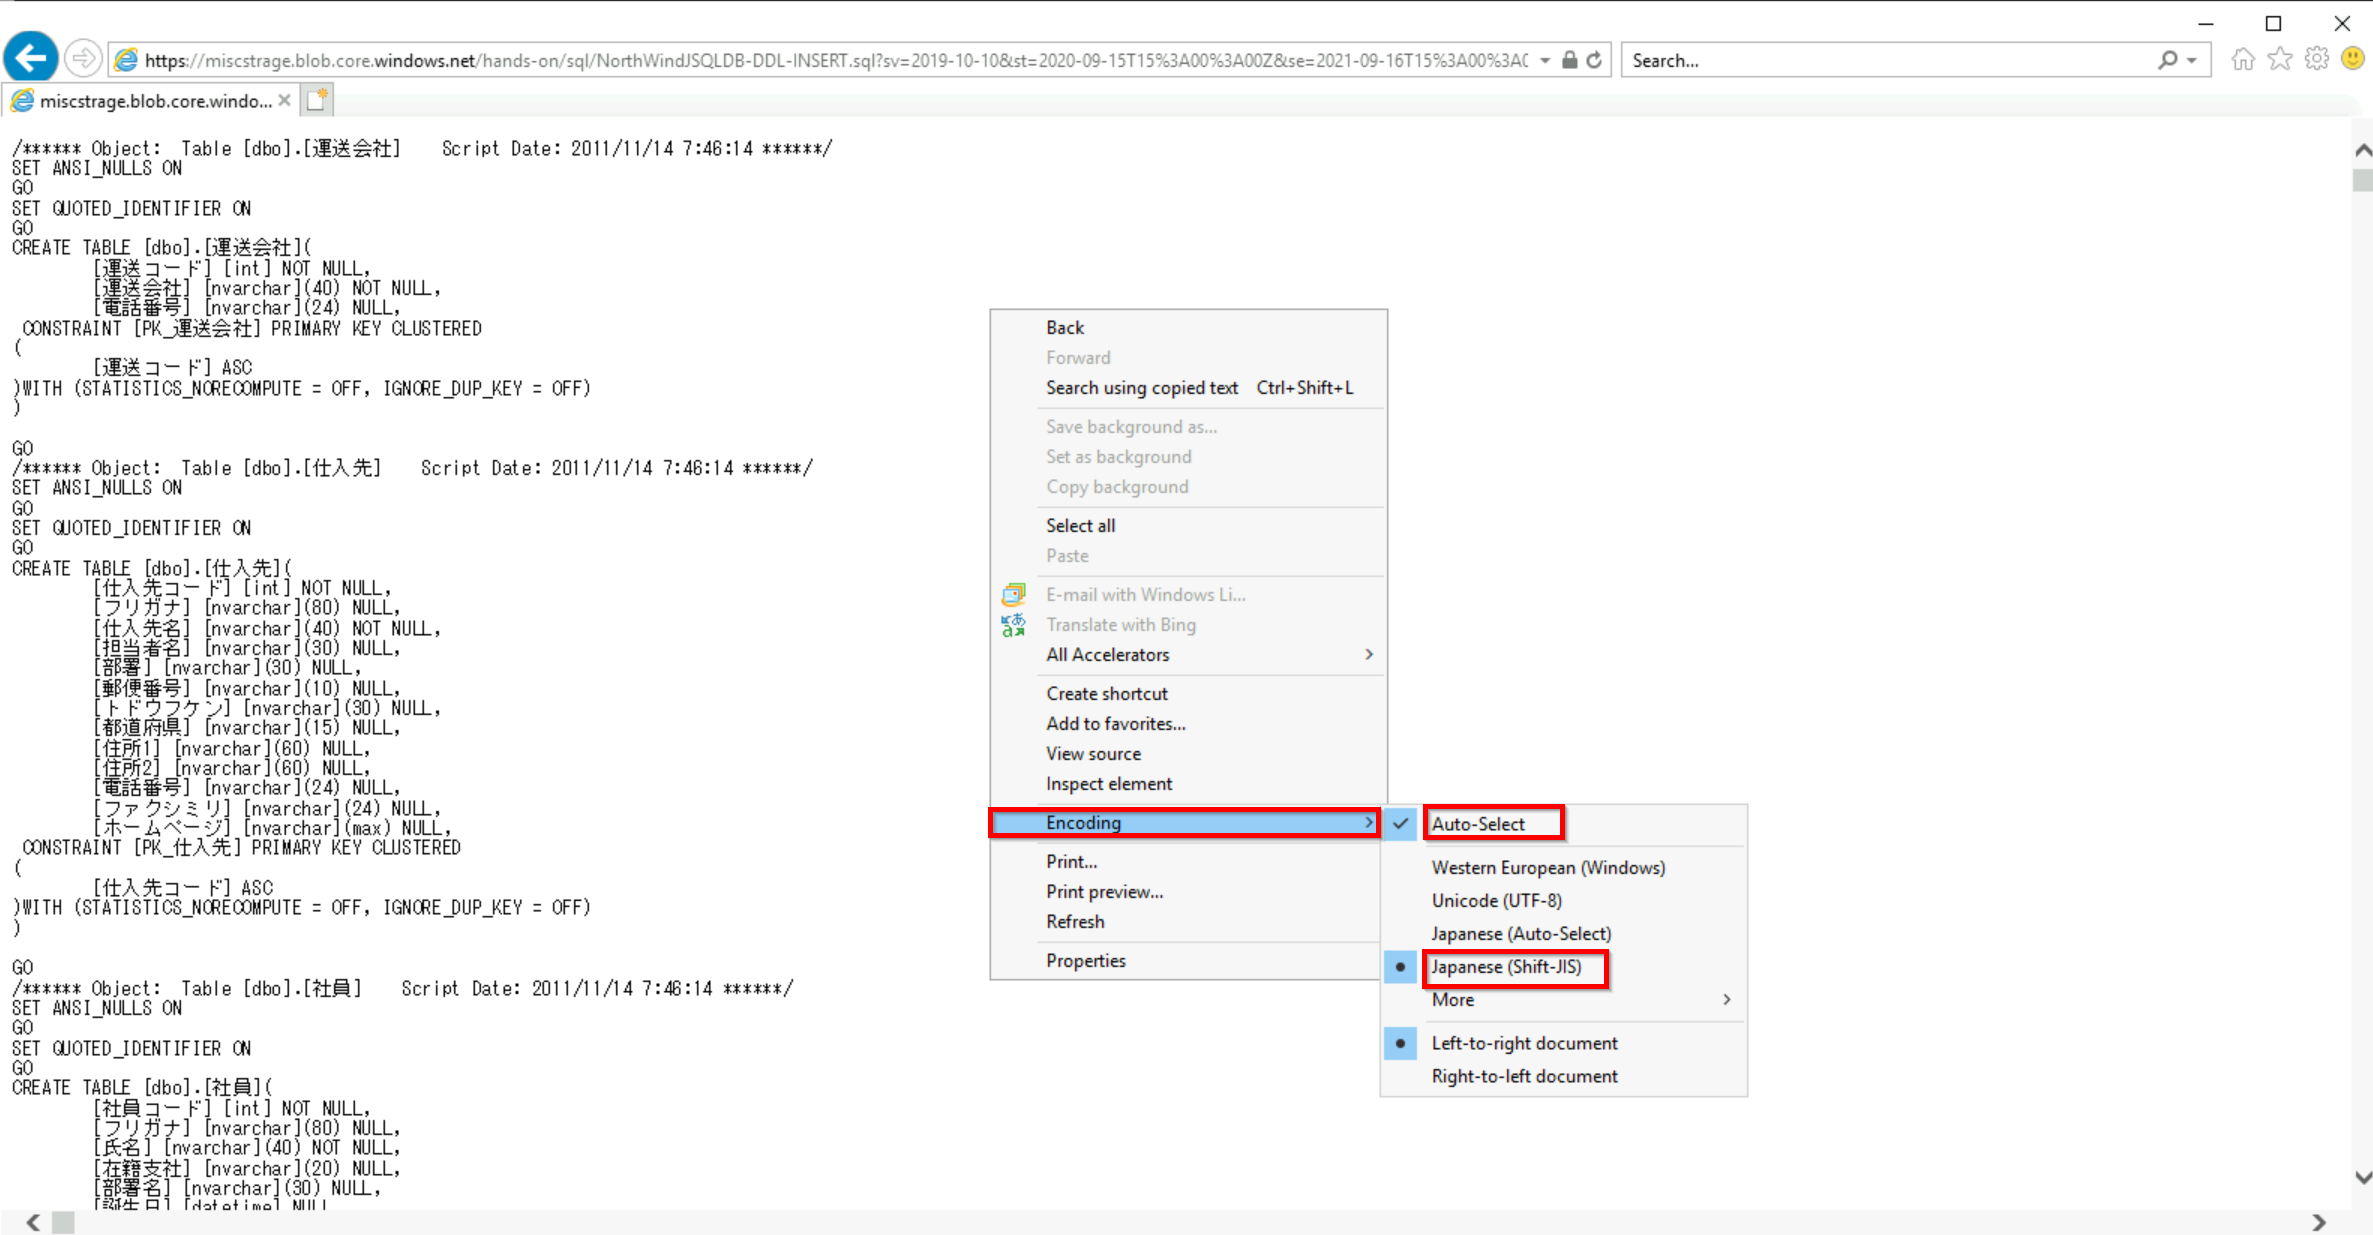 https://miscstrage.blob.core.windows.net/hands-on/sql/NorthWindJSQLDB-DDL-INSERT.sql?sv=2019-10-10&st=2020-09-15T15%3A00%3A00Z&se=2021-09-16T15%3A00%3A0
Search...
miscstrage.blob.core.windo...
/****** Object:  Table [dbo].[運送会社]    Script Date: 2011/11/14 7:46:14 ******/
SET ANSI_NULLS ON
GO
SET QUOTED_IDENTIFIER ON
GO
CREATE TABLE [dbo].[運送会社](
[運送コード] [int] NOT NULL,
[運送会社] [nvarchar](40) NOT NULL,
[電話番号] [nvarchar](24) NULL,
CONSTRAINT [PK_運送会社] PRIMARY KEY CLUSTERED
(
[運送コード] ASC
)WITH (STATISTICS_NORECOMPUTE = OFF, IGNORE_DUP_KEY = OFF)
)
GO
/****** Object:  Table [dbo].[仕入先]    Script Date: 2011/11/14 7:46:14 ******/
SET ANSI_NULLS ON
GO
SET QUOTED_IDENTIFIER ON
GO
CREATE TABLE [dbo].[仕入先](
[仕入先コード] [int] NOT NULL,
[フリガナ] [nvarchar](80) NULL,
[仕入先名] [nvarchar](40) NOT NULL,
[担当者名] [nvarchar](30) NULL,
[部署] [nvarchar](30) NULL,
[郵便番号] [nvarchar](10) NULL,
[トドウフケン] [nvarchar](30) NULL,
[都道府県] [nvarchar](15) NULL,
[住所1] [nvarchar](60) NULL,
[住所2] [nvarchar](60) NULL,
[電話番号] [nvarchar](24) NULL,
[ファクシミリ] [nvarchar](24) NULL,
[ホームページ] [nvarchar](max) NULL,
CONSTRAINT [PK_仕入先] PRIMARY KEY CLUSTERED
(
[仕入先コード] ASC
)WITH (STATISTICS_NORECOMPUTE = OFF, IGNORE_DUP_KEY = OFF)
)
GO
/****** Object:  Table [dbo].[社員]    Script Date: 2011/11/14 7:46:14 ******/
SET ANSI_NULLS ON
GO
SET QUOTED_IDENTIFIER ON
GO
CREATE TABLE [dbo].[社員](
[社員コード] [int] NOT NULL,
[フリガナ] [nvarchar](80) NULL,
[氏名] [nvarchar](40) NOT NULL,
[在籍支社] [nvarchar](20) NULL,
[部署名] [nvarchar](30) NULL,
[誕生日] [datetime] NULL
Back
Forward
Search using copied text  Ctrl+Shift+L
Save background as...
Set as background
Copy background
Select all
Paste
E-mail with Windows Li...
Translate with Bing
All Accelerators
Create shortcut
Add to favorites...
View source
Inspect element
Encoding
Print...
Print preview...
Refresh
Properties
Auto-Select
Western European (Windows)
Unicode (UTF-8)
Japanese (Auto-Select)
Japanese (Shift-JIS)
More
Left-to-right document
Right-to-left document